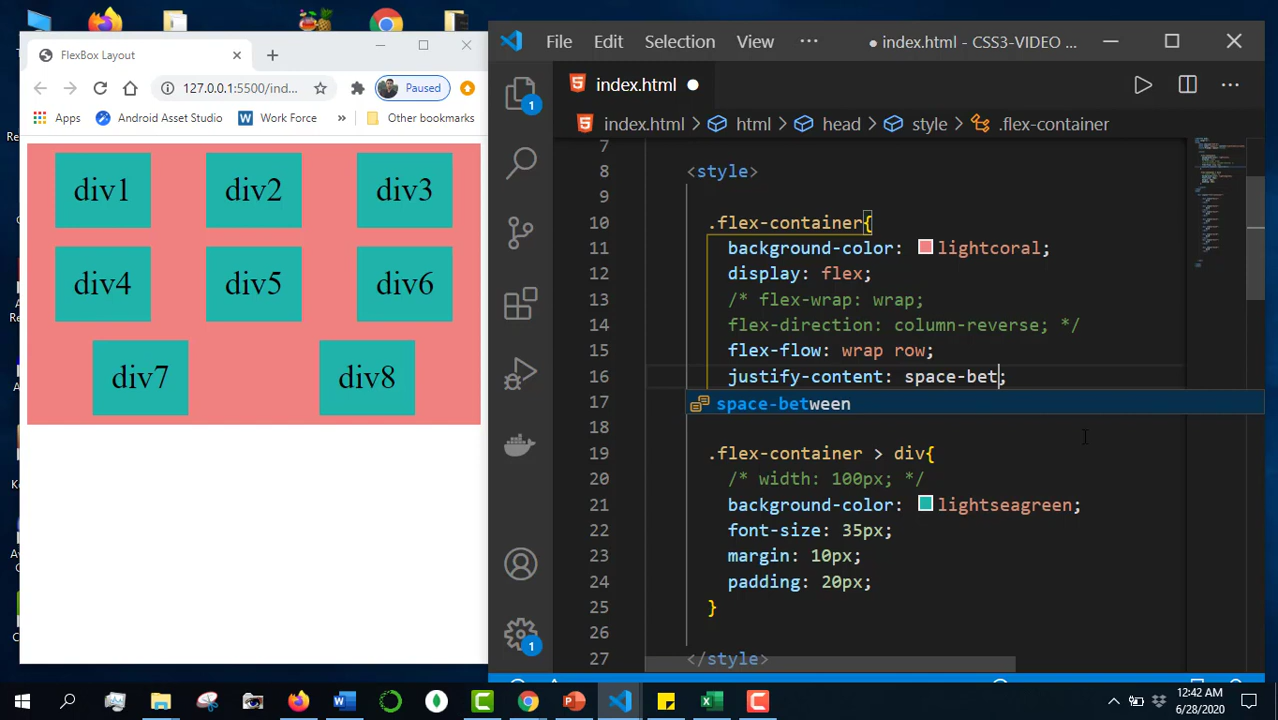 FlexBox Layout
127.0.0.1:5500/ind...
Paused
Apps
Android Asset Studio
Work Force
»
Other bookmarks
div1
div2
div3
div4
div5
div6
div7
div8
File
Edit
Selection
View
···
● index.html - CSS3-VIDEO ...
index.html
index.html > html > head > style > .flex-container
1
1
7
8 <style>
9
10 .flex-container{
11 background-color: lightcoral;
12 display: flex;
13 /* flex-wrap: wrap;
14 flex-direction: column-reverse; */
15 flex-flow: wrap row;
16 justify-content: space-bet;
17 space-between
18
19 .flex-container > div{
20 /* width: 100px; */
21 background-color: lightseagreen;
22 font-size: 35px;
23 margin: 10px;
24 padding: 20px;
25 }
26
27 </style>
12:42 AM
6/28/2020